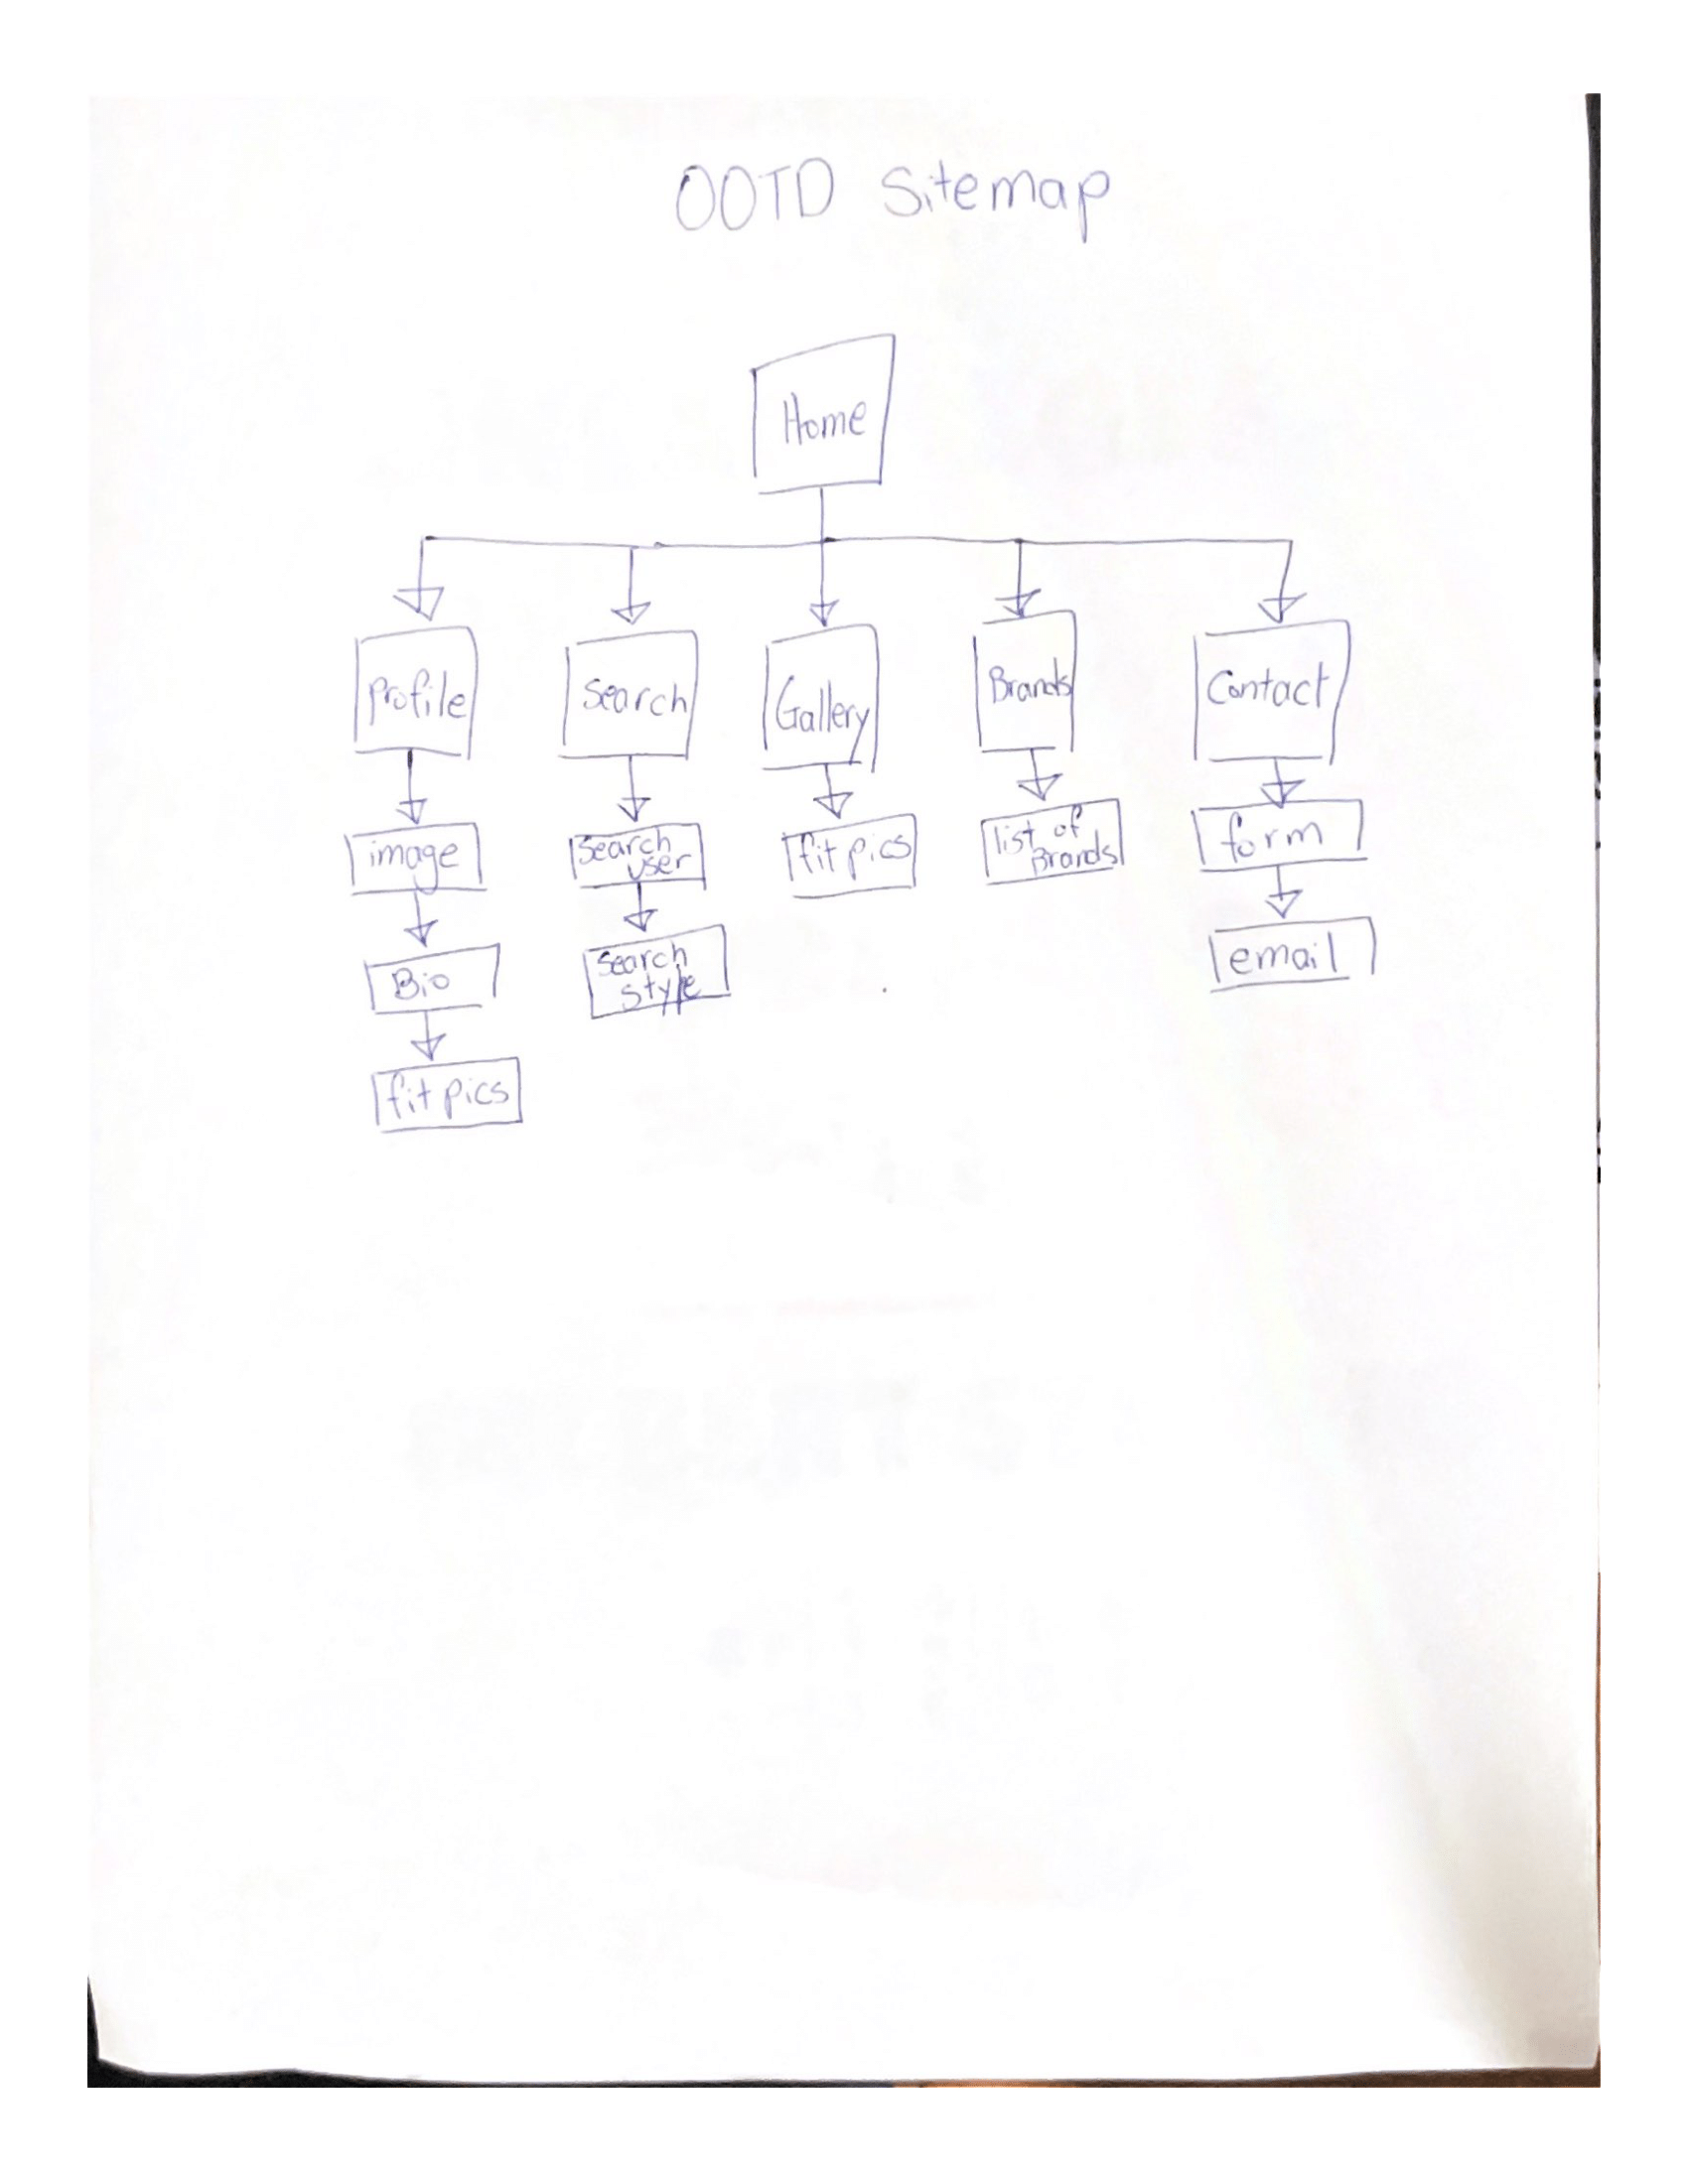 OOTD Sitemap
Home
Profile
Search
Gallery
Brands
Contact
image
Search
user
fit pics
list of
Brands
form
Bio
Search
style
email
fit pics